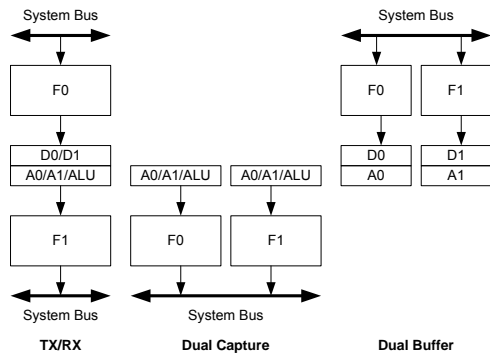 System Bus
System Bus
F0
F0
F1
D0/D1
A0/A1/ALU
A0/A1/ALU
A0/A1/ALU
D0
D1
A0
A1
F1
F0
F1
System Bus
System Bus
TX/RX
Dual Capture
Dual Buffer